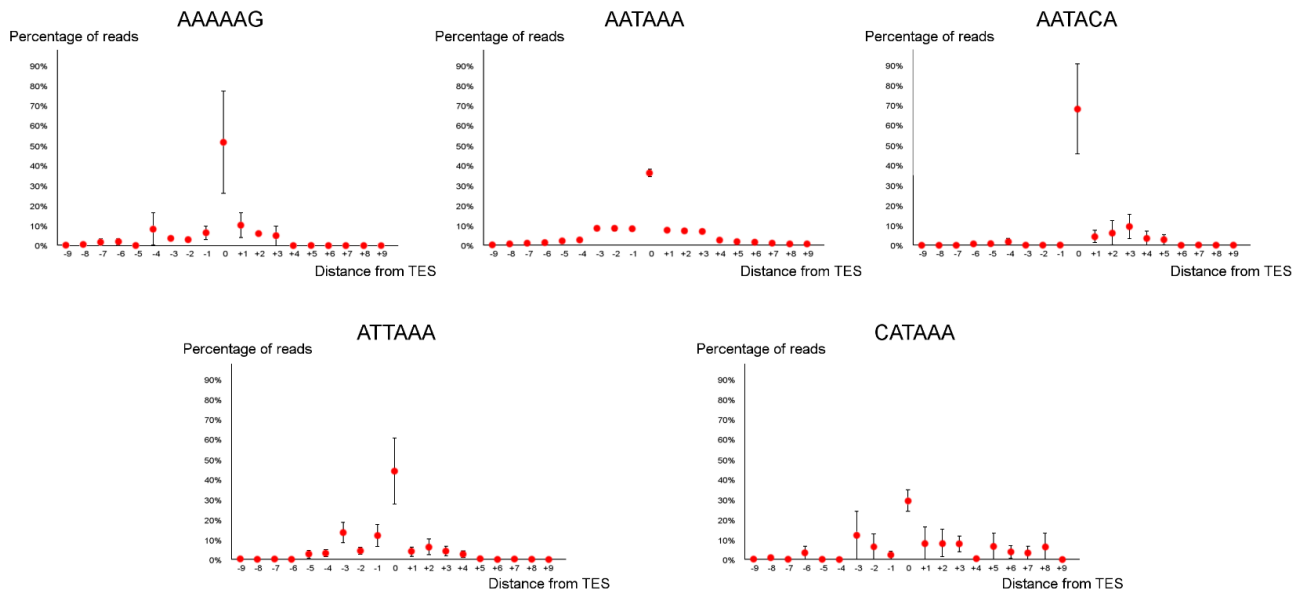 AAAAAG
Percentage of reads
90%
80%
70%
60%
50%
40%
30%
20%
10%
0%
-9 -8 -7 -6 -5 -4 -3 -2 -1 0 +1 +2 +3 +4 +5 +6 +7 +8 +9
Distance from TES
AATAAA
Percentage of reads
90%
80%
70%
60%
50%
40%
30%
20%
10%
0%
-9 -8 -7 -6 -5 -4 -3 -2 -1 0 +1 +2 +3 +4 +5 +6 +7 +8 +9
Distance from TES
AATACA
Percentage of reads
90%
80%
70%
60%
50%
40%
30%
20%
10%
0%
-9 -8 -7 -6 -5 -4 -3 -2 -1 0 +1 +2 +3 +4 +5 +6 +7 +8 +9
Distance from TES
ATTAAA
Percentage of reads
90%
80%
70%
60%
50%
40%
30%
20%
10%
0%
-9 -8 -7 -6 -5 -4 -3 -2 -1 0 +1 +2 +3 +4 +5 +6 +7 +8 +9
Distance from TES
CATAAA
Percentage of reads
90%
80%
70%
60%
50%
40%
30%
20%
10%
0%
-9 -8 -7 -6 -5 -4 -3 -2 -1 0 +1 +2 +3 +4 +5 +6 +7 +8 +9
Distance from TES